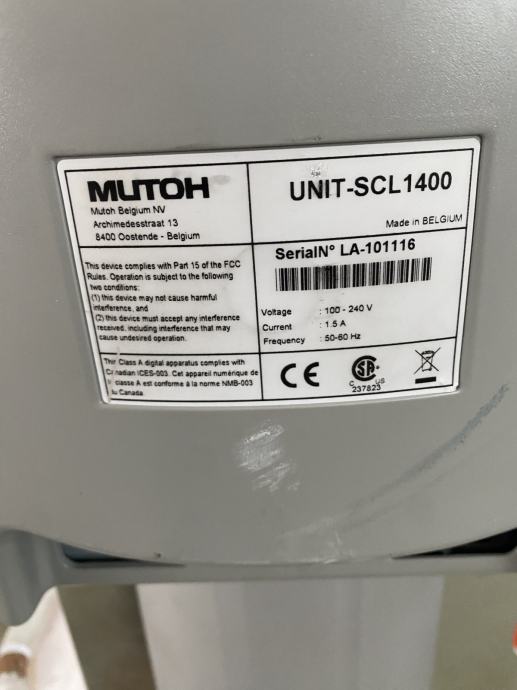 MUTOH
Mutoh Belgium NV
Archimedesstraat 13
8400 Oostende - Belgium
UNIT-SCL1400
Made in BELGIUM
This device complies with Part 15 of the FCC
Rules. Operation is subject to the following
two conditions:
(1) this device may not cause harmful
interference, and
(2) this device must accept any interference
received, including interference that may
cause undesired operation.
SerialN° LA-101116
Voltage : 100 - 240 V
Current : 1.5 A
Frequency : 50-60 Hz
This Class A digital apparatus complies with
Canadian ICES-003. Cet appareil numérique de
classe A est conforme à la norme NMB-003
du Canada.
CE
SA
C US
237823